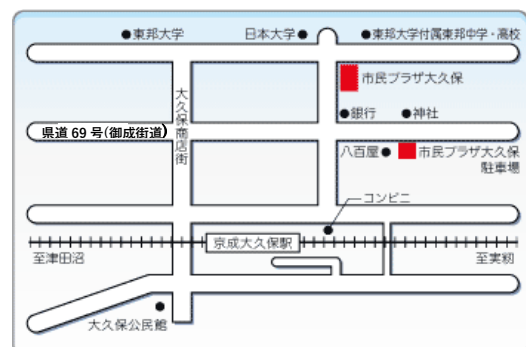 ●東邦大学
日本大学●
●東邦大学付属東邦中学・高校
市民プラザ大久保
大久保商店街
●銀行
●神社
県道 69 号(御成街道)
八百屋●
市民プラザ大久保
駐車場
コンビニ
京成大久保駅
至津田沼
至実籾
大久保公民館